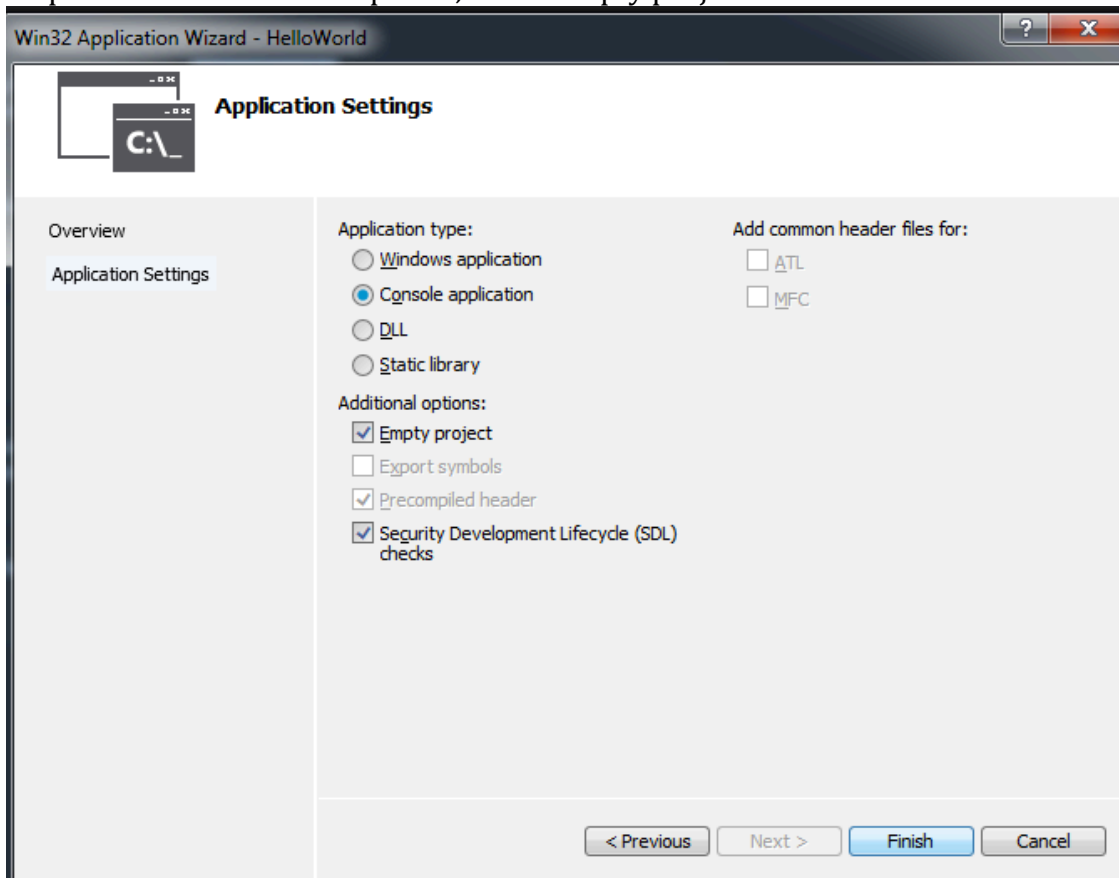 Win32 Application Wizard - HelloWorld
?
X
C:\_
Application Settings
Overview
Application Settings
Application type:
Windows application
Console application
DLL
Static library
Additional options:
Empty project
Export symbols
Precompiled header
Security Development Lifecycle (SDL)
checks
Add common header files for:
ATL
MFC
< Previous
Next >
Finish
Cancel